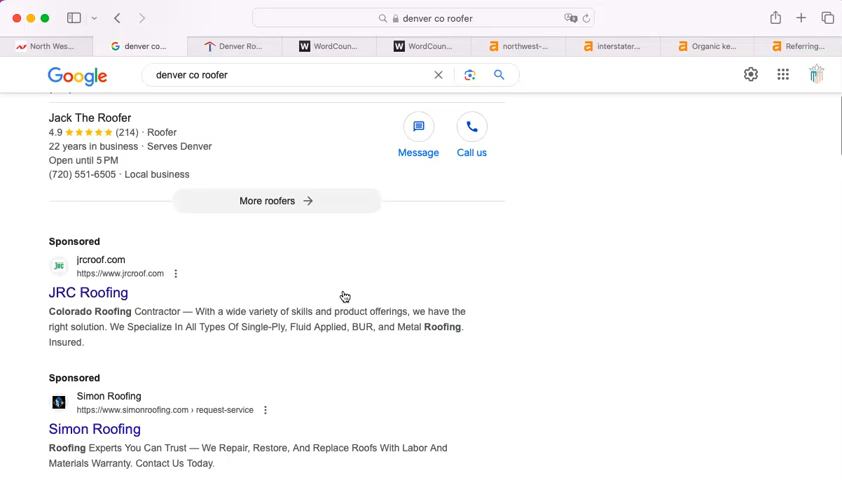 denver co roofer
North Wes...
denver co...
Denver Ro...
WordCoun...
WordCoun...
northwest-...
interstater...
Organic ke...
Referring...
Google
denver co roofer
Jack The Roofer
4.9 ★★★★★ (214) · Roofer
22 years in business · Serves Denver
Open until 5 PM
(720) 551-6505 · Local business
Message
Call us
More roofers →
Sponsored
jrc
jrcroof.com
https://www.jrcroof.com
JRC Roofing
Colorado Roofing Contractor — With a wide variety of skills and product offerings, we have the
right solution. We Specialize In All Types Of Single-Ply, Fluid Applied, BUR, and Metal Roofing.
Insured.
Sponsored
Simon Roofing
https://www.simonroofing.com › request-service
Simon Roofing
Roofing Experts You Can Trust — We Repair, Restore, And Replace Roofs With Labor And
Materials Warranty. Contact Us Today.